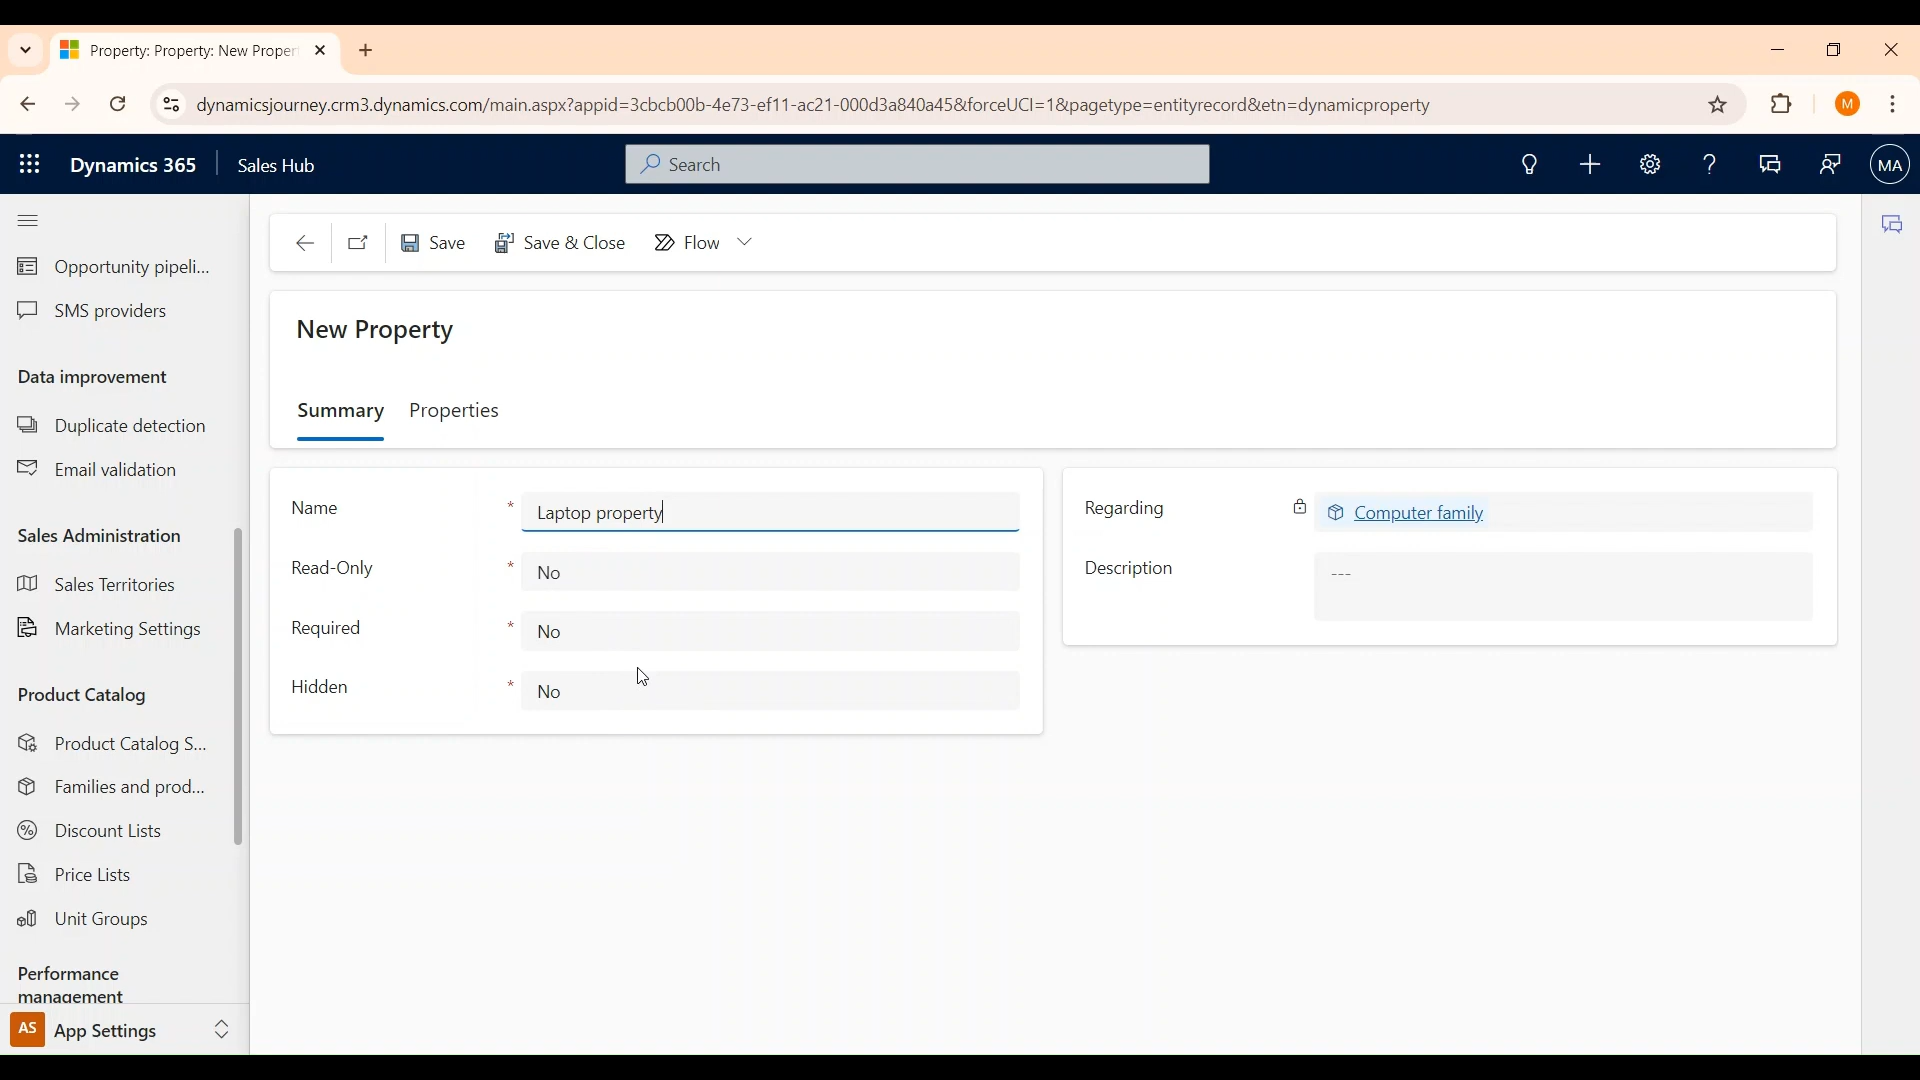 Property: Property: New Proper
dynamicsjourney.crm3.dynamics.com/main.aspx?appid=3cbcb00b-4e73-ef11-ac21-000d3a840a45&forceUCI=1&pagetype=entityrecord&etn=dynamicproperty
M
Dynamics 365
Sales Hub
Search
MA
Opportunity pipeli...
SMS providers
Data improvement
Duplicate detection
Email validation
Sales Administration
Sales Territories
Marketing Settings
Product Catalog
Product Catalog S...
Families and prod...
Discount Lists
Price Lists
Unit Groups
Performance
management
AS App Settings
Save
Save & Close
Flow
New Property
Summary
Properties
Name * Laptop property
Read-Only * No
Required * No
Hidden * No
Regarding Computer family
Description ---